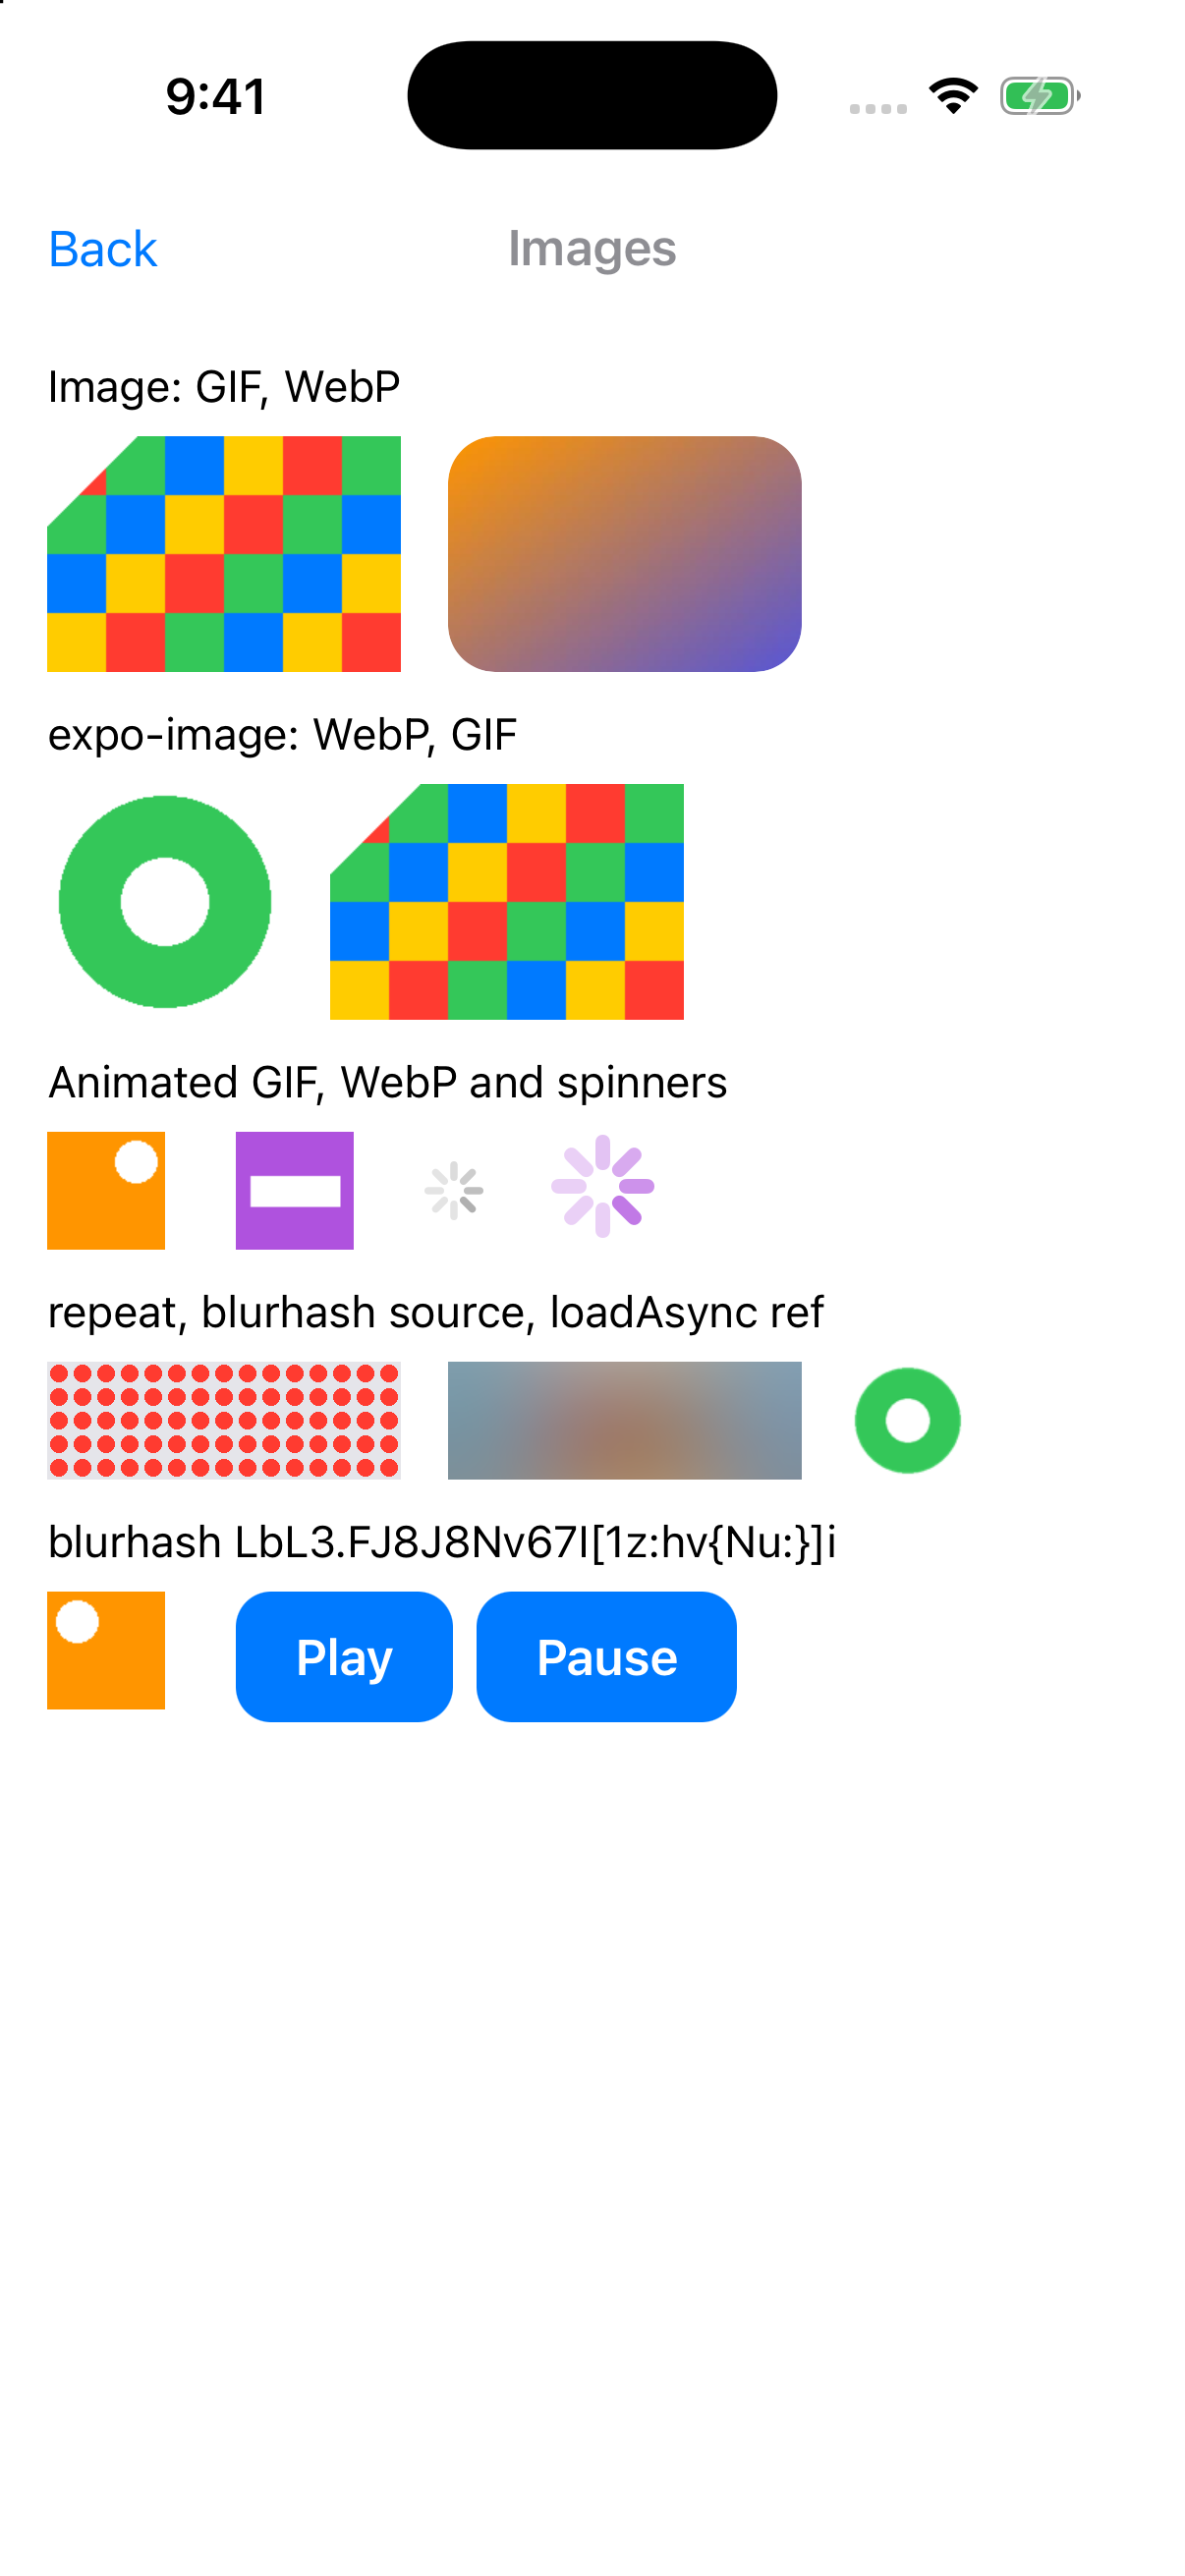 9:41
Back
Images
Image: GIF, WebP
expo-image: WebP, GIF
Animated GIF, WebP and spinners
repeat, blurhash source, loadAsync ref
blurhash LbL3.FJ8J8Nv67I[1z:hv{Nu:}]i
Play
Pause